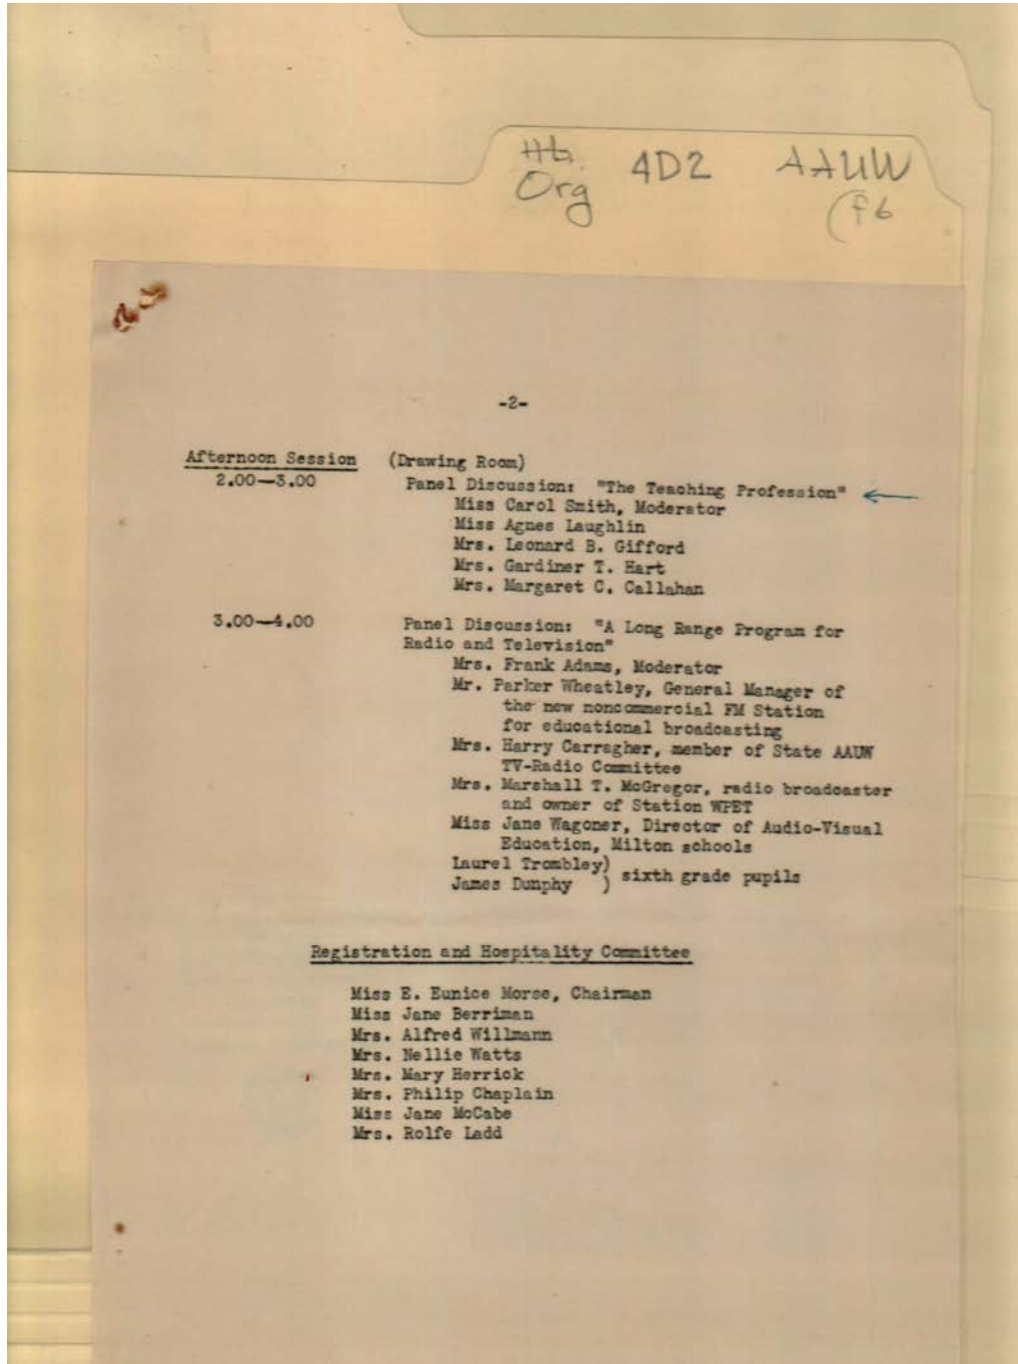 Hb.
Org 4D2 AAUW
(f6
-2-
Afternoon Session (Drawing Room)
2.00—3.00 Panel Discussion: "The Teaching Profession"
Miss Carol Smith, Moderator
Miss Agnes Laughlin
Mrs. Leonard B. Gifford
Mrs. Gardiner T. Hart
Mrs. Margaret C. Callahan
3.00—4.00 Panel Discussion: "A Long Range Program for
Radio and Television"
Mrs. Frank Adams, Moderator
Mr. Parker Wheatley, General Manager of
the new noncommercial FM Station
for educational broadcasting
Mrs. Harry Carragher, member of State AAUW
TV-Radio Committee
Mrs. Marshall T. McGregor, radio broadcaster
and owner of Station WPET
Miss Jane Wagoner, Director of Audio-Visual
Education, Milton schools
Laurel Trombley)
James Dunphy ) sixth grade pupils
Registration and Hospitality Committee
Miss E. Eunice Morse, Chairman
Miss Jane Berriman
Mrs. Alfred Willmann
Mrs. Nellie Watts
Mrs. Mary Herrick
Mrs. Philip Chaplain
Miss Jane McCabe
Mrs. Rolfe Ladd